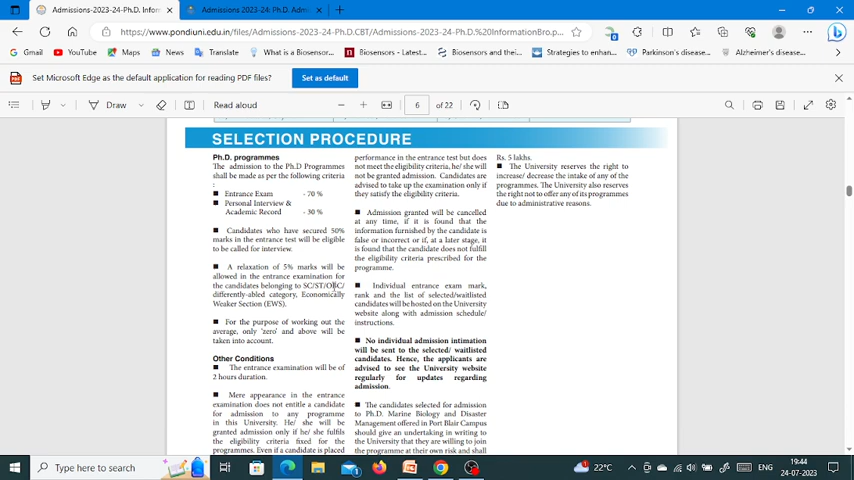 Admissions-2023-24-Ph.D. Infor
Admissions 2023-24: Ph.D. Adm
https://www.pondiuni.edu.in/files/Admissions-2023-24-Ph.D.CBT/Admissions-2023-24-Ph.D.%20InformationBro.p...
Gmail
YouTube
Maps
News
Translate
What is a Biosensor...
Biosensors - Latest...
Biosensors and thei...
Strategies to enhan...
Parkinson's disease...
Alzheimer's disease...
Set Microsoft Edge as the default application for reading PDF files?
Set as default
Draw
Read aloud
6
of 22
SELECTION PROCEDURE
Ph.D. programmes
The admission to the Ph.D Programmes
shall be made as per the following criteria
:
Entrance Exam - 70 %
Personal Interview &
Academic Record - 30 %
Candidates who have secured 50%
marks in the entrance test will be eligible
to be called for interview.
A relaxation of 5% marks will be
allowed in the entrance examination for
the candidates belonging to SC/ST/OBC/
differently-abled category, Economically
Weaker Section (EWS).
For the purpose of working out the
average, only 'zero' and above will be
taken into account.
Other Conditions
The entrance examination will be of
2 hours duration.
Mere appearance in the entrance
examination does not entitle a candidate
for admission to any programme
in this University. He/ she will be
granted admission only if he/ she fulfils
the eligibility criteria fixed for the
programmes. Even if a candidate is placed
performance in the entrance test but does
not meet the eligibility criteria, he/ she will
not be granted admission. Candidates are
advised to take up the examination only if
they satisfy the eligibility criteria.
Admission granted will be cancelled
at any time, if it is found that the
information furnished by the candidate is
false or incorrect or if, at a later stage, it
is found that the candidate does not fulfill
the eligibility criteria prescribed for the
programme.
Individual entrance exam mark,
rank and the list of selected/waitlisted
candidates will be hosted on the University
website along with admission schedule/
instructions.
No individual admission intimation
will be sent to the selected/ waitlisted
candidates. Hence, the applicants are
advised to see the University website
regularly for updates regarding
admission.
The candidates selected for admission
to Ph.D. Marine Biology and Disaster
Management offered in Port Blair Campus
should give an undertaking in writing to
the University that they are willing to join
the programme at their own risk and shall
Rs. 5 lakhs.
The University reserves the right to
increase/ decrease the intake of any of the
programmes. The University also reserves
the right not to offer any of its programmes
due to administrative reasons.
Type here to search
22°C
ENG
19:44
24-07-2023